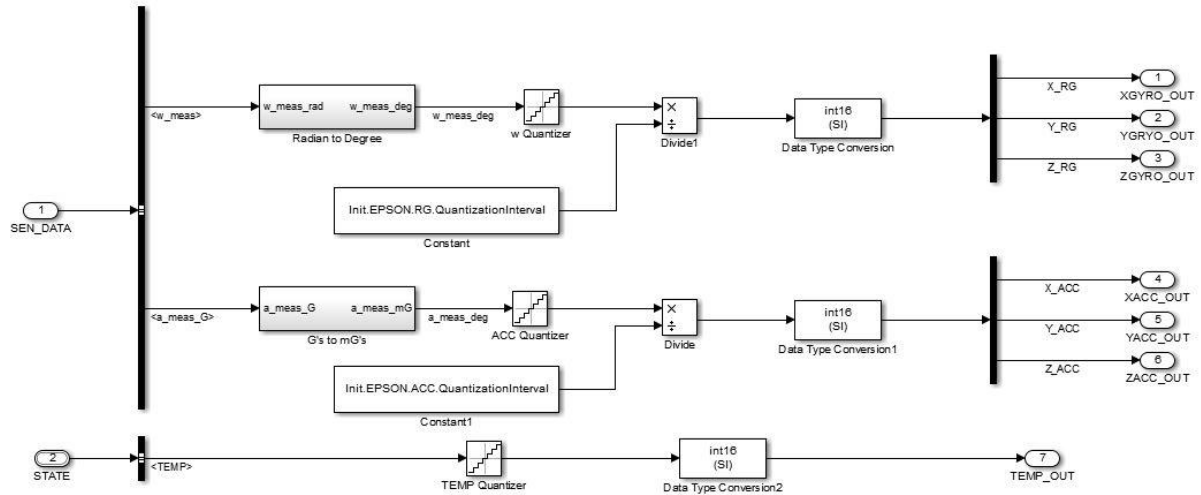 1
SEN_DATA
<w_meas>
w_meas_rad
w_meas_deg
Radian to Degree
w_meas_deg
w Quantizer
×
÷
Divide1
int16
(SI)
Data Type Conversion
X_RG
1
XGYRO_OUT
Y_RG
2
YGRYO_OUT
Z_RG
3
ZGYRO_OUT
Init.EPSON.RG.QuantizationInterval
Constant
<a_meas_G>
a_meas_G
a_meas_mG
G's to mG's
a_meas_deg
ACC Quantizer
×
÷
Divide
int16
(SI)
Data Type Conversion1
X_ACC
4
XACC_OUT
Y_ACC
5
YACC_OUT
Z_ACC
6
ZACC_OUT
Init.EPSON.ACC.QuantizationInterval
Constant1
2
STATE
<TEMP>
TEMP Quantizer
int16
(SI)
Data Type Conversion2
7
TEMP_OUT